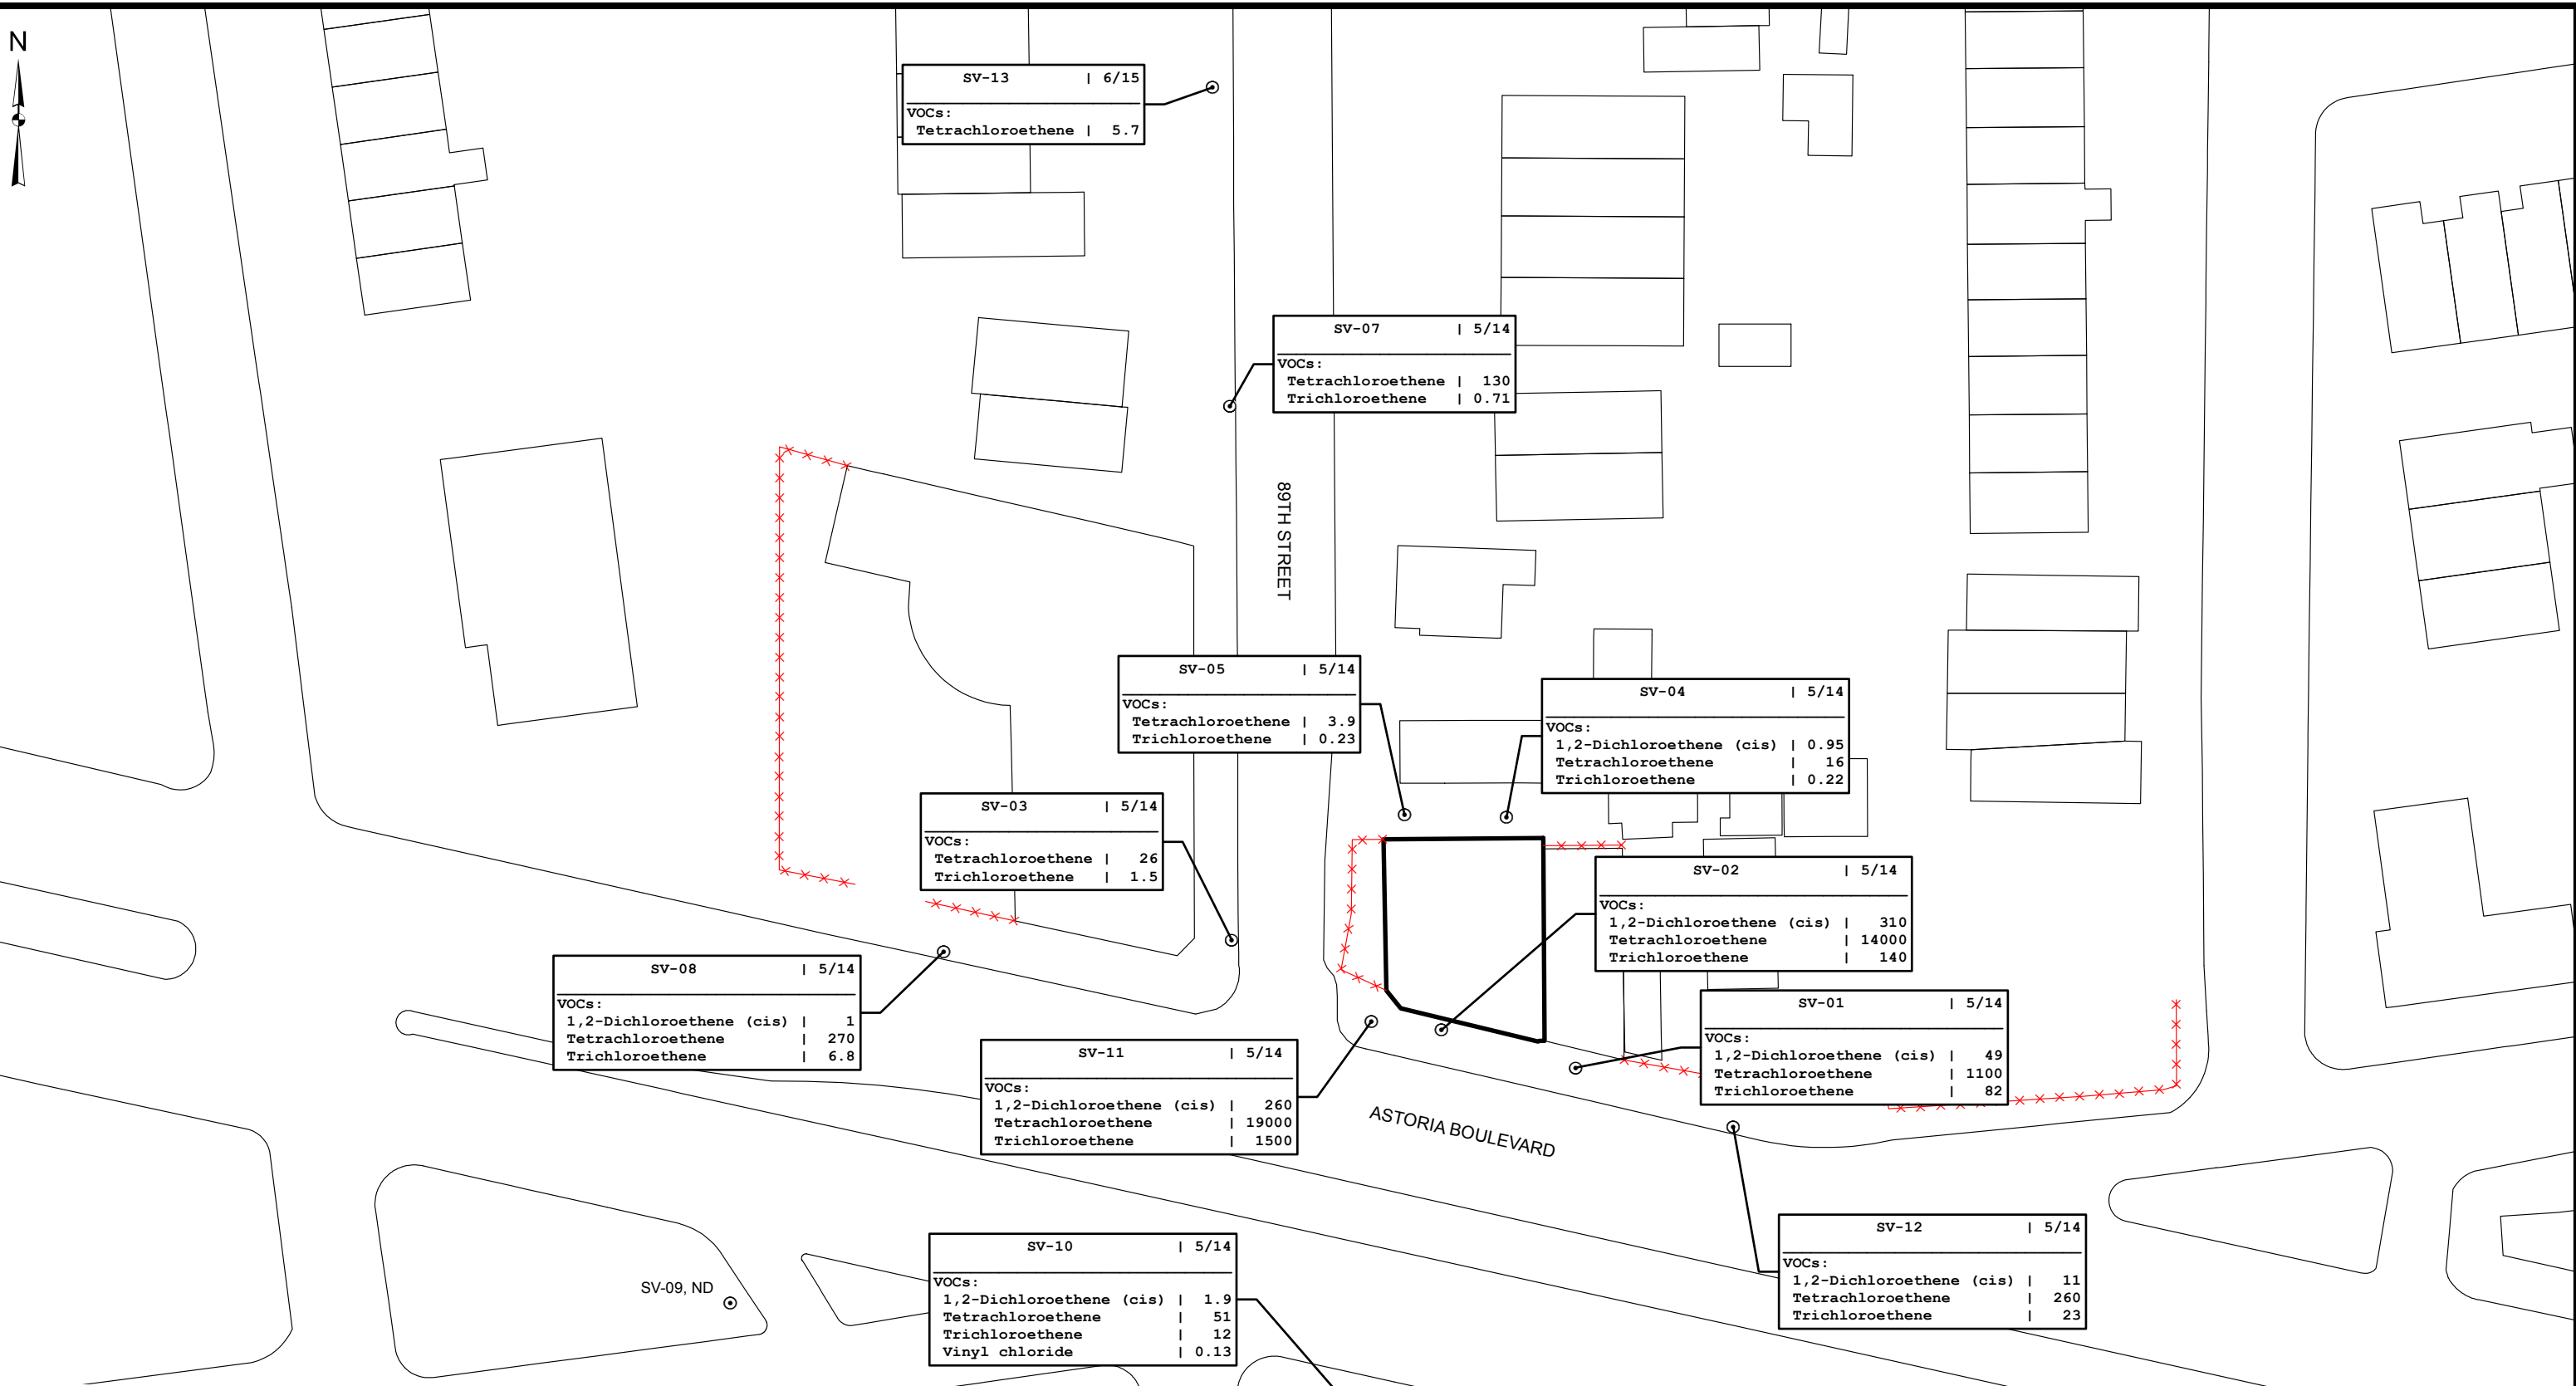 N
SV-13 | 6/15
VOCs:
Tetrachloroethene | 5.7
SV-07 | 5/14
VOCs:
Tetrachloroethene | 130
Trichloroethene | 0.71
89TH STREET
SV-05 | 5/14
VOCs:
Tetrachloroethene | 3.9
Trichloroethene | 0.23
SV-04 | 5/14
VOCs:
1,2-Dichloroethene (cis) | 0.95
Tetrachloroethene | 16
Trichloroethene | 0.22
SV-03 | 5/14
VOCs:
Tetrachloroethene | 26
Trichloroethene | 1.5
SV-02 | 5/14
VOCs:
1,2-Dichloroethene (cis) | 310
Tetrachloroethene | 14000
Trichloroethene | 140
SV-08 | 5/14
VOCs:
1,2-Dichloroethene (cis) | 1
Tetrachloroethene | 270
Trichloroethene | 6.8
SV-01 | 5/14
VOCs:
1,2-Dichloroethene (cis) | 49
Tetrachloroethene | 1100
Trichloroethene | 82
SV-11 | 5/14
VOCs:
1,2-Dichloroethene (cis) | 260
Tetrachloroethene | 19000
Trichloroethene | 1500
ASTORIA BOULEVARD
SV-12 | 5/14
VOCs:
1,2-Dichloroethene (cis) | 11
Tetrachloroethene | 260
Trichloroethene | 23
SV-10 | 5/14
VOCs:
1,2-Dichloroethene (cis) | 1.9
Tetrachloroethene | 51
Trichloroethene | 12
Vinyl chloride | 0.13
SV-09, ND